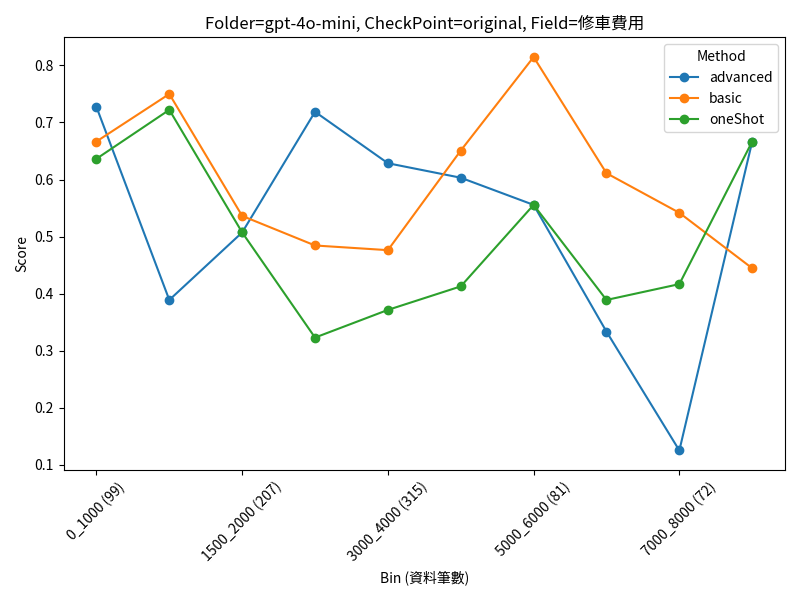 Folder=gpt-4o-mini, CheckPoint=original, Field=修車費用
Method
advanced
basic
oneShot
Score
0.8
0.7
0.6
0.5
0.4
0.3
0.2
0.1
0_1000 (99)
1500_2000 (207)
3000_4000 (315)
5000_6000 (81)
7000_8000 (72)
Bin (資料筆數)